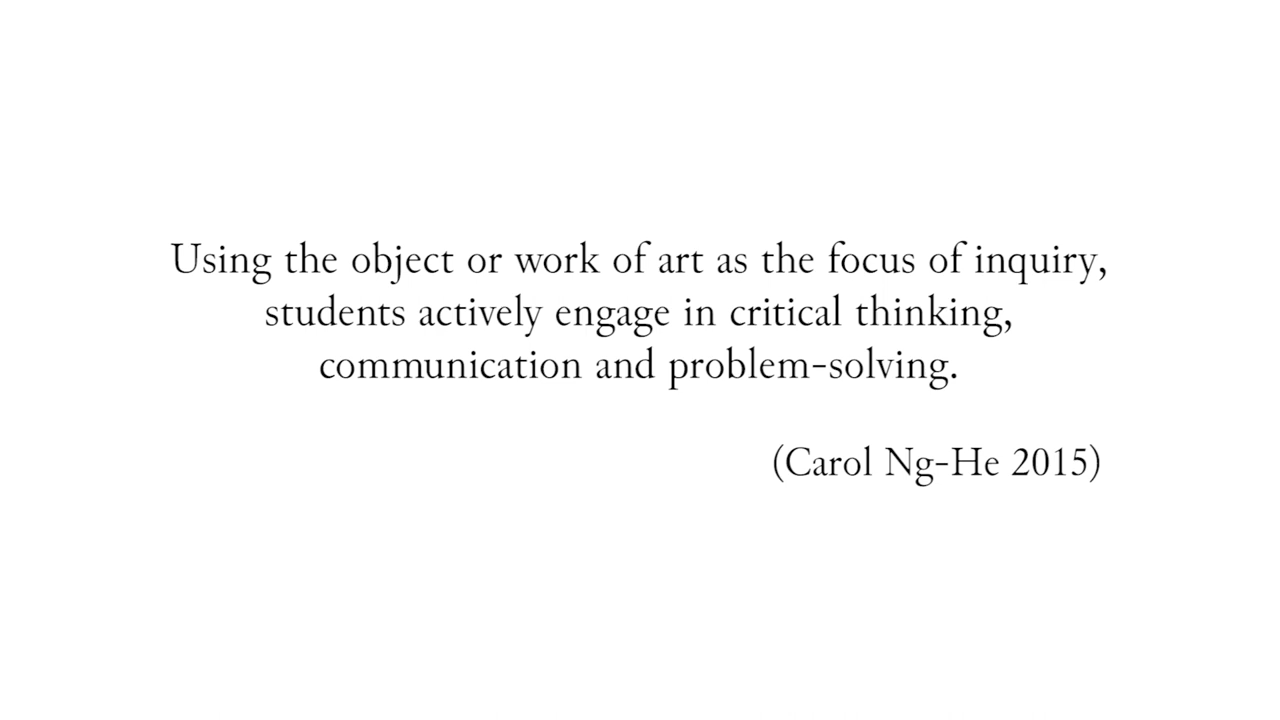 Using the object or work of art as the focus of inquiry,
students actively engage in critical thinking,
communication and problem-solving.
(Carol Ng-He 2015)